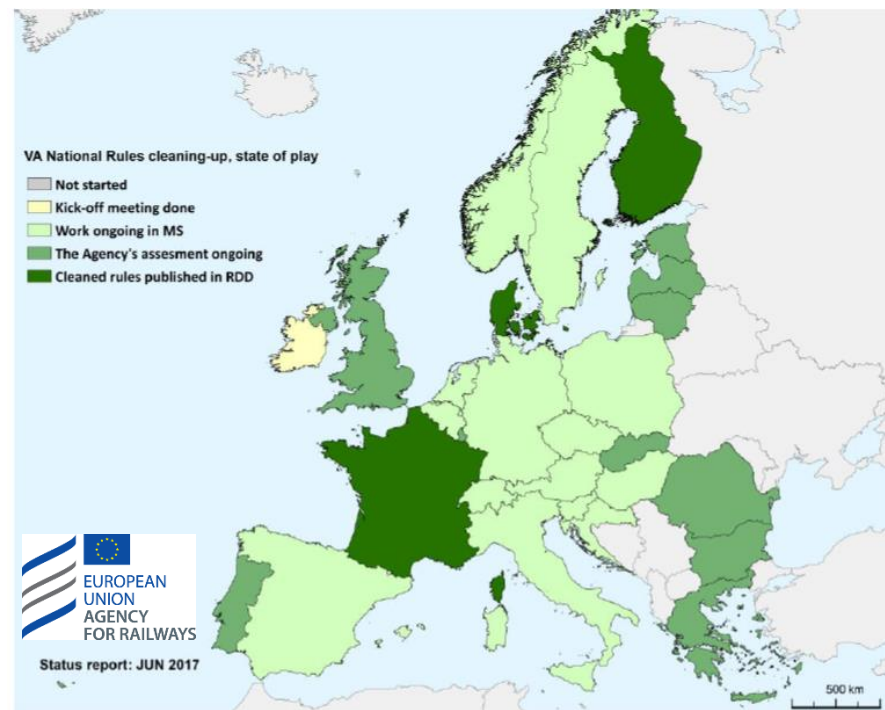 VA National Rules cleaning-up, state of play
Not started
Kick-off meeting done
Work ongoing in MS
The Agency's assesment ongoing
Cleaned rules published in RDD
EUROPEAN
UNION
AGENCY
FOR RAILWAYS
Status report: JUN 2017
500 km